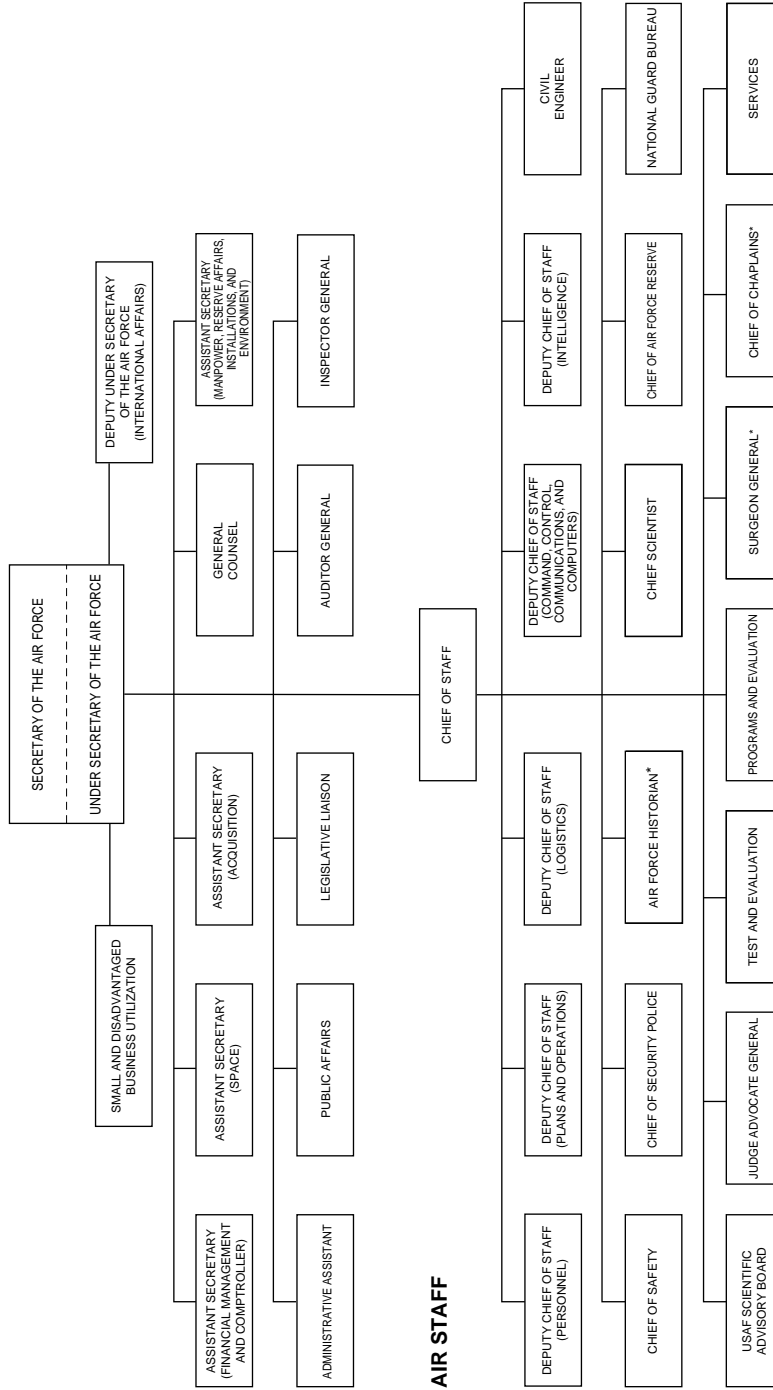 SECRETARY OF THE AIR FORCE
UNDER SECRETARY OF THE AIR FORCE
SMALL AND DISADVANTAGED
BUSINESS UTILIZATION
DEPUTY UNDER SECRETARY
OF THE AIR FORCE
(INTERNATIONAL AFFAIRS)
ASSISTANT SECRETARY
(FINANCIAL MANAGEMENT
AND COMPTROLLER)
ASSISTANT SECRETARY
(SPACE)
ASSISTANT SECRETARY
(ACQUISITION)
GENERAL
COUNSEL
ASSISTANT SECRETARY
(MANPOWER, RESERVE AFFAIRS,
INSTALLATIONS, AND
ENVIRONMENT)
ADMINISTRATIVE ASSISTANT
PUBLIC AFFAIRS
LEGISLATIVE LIAISON
AUDITOR GENERAL
INSPECTOR GENERAL
AIR STAFF
CHIEF OF STAFF
DEPUTY CHIEF OF STAFF
(PERSONNEL)
DEPUTY CHIEF OF STAFF
(PLANS AND OPERATIONS)
DEPUTY CHIEF OF STAFF
(LOGISTICS)
DEPUTY CHIEF OF STAFF
(COMMAND, CONTROL,
COMMUNICATIONS, AND
COMPUTERS)
DEPUTY CHIEF OF STAFF
(INTELLIGENCE)
CIVIL
ENGINEER
CHIEF OF SAFETY
CHIEF OF SECURITY POLICE
AIR FORCE HISTORIAN*
CHIEF SCIENTIST
CHIEF OF AIR FORCE RESERVE
NATIONAL GUARD BUREAU
USAF SCIENTIFIC
ADVISORY BOARD
JUDGE ADVOCATE GENERAL
TEST AND EVALUATION
PROGRAMS AND EVALUATION
SURGEON GENERAL*
CHIEF OF CHAPLAINS*
SERVICES